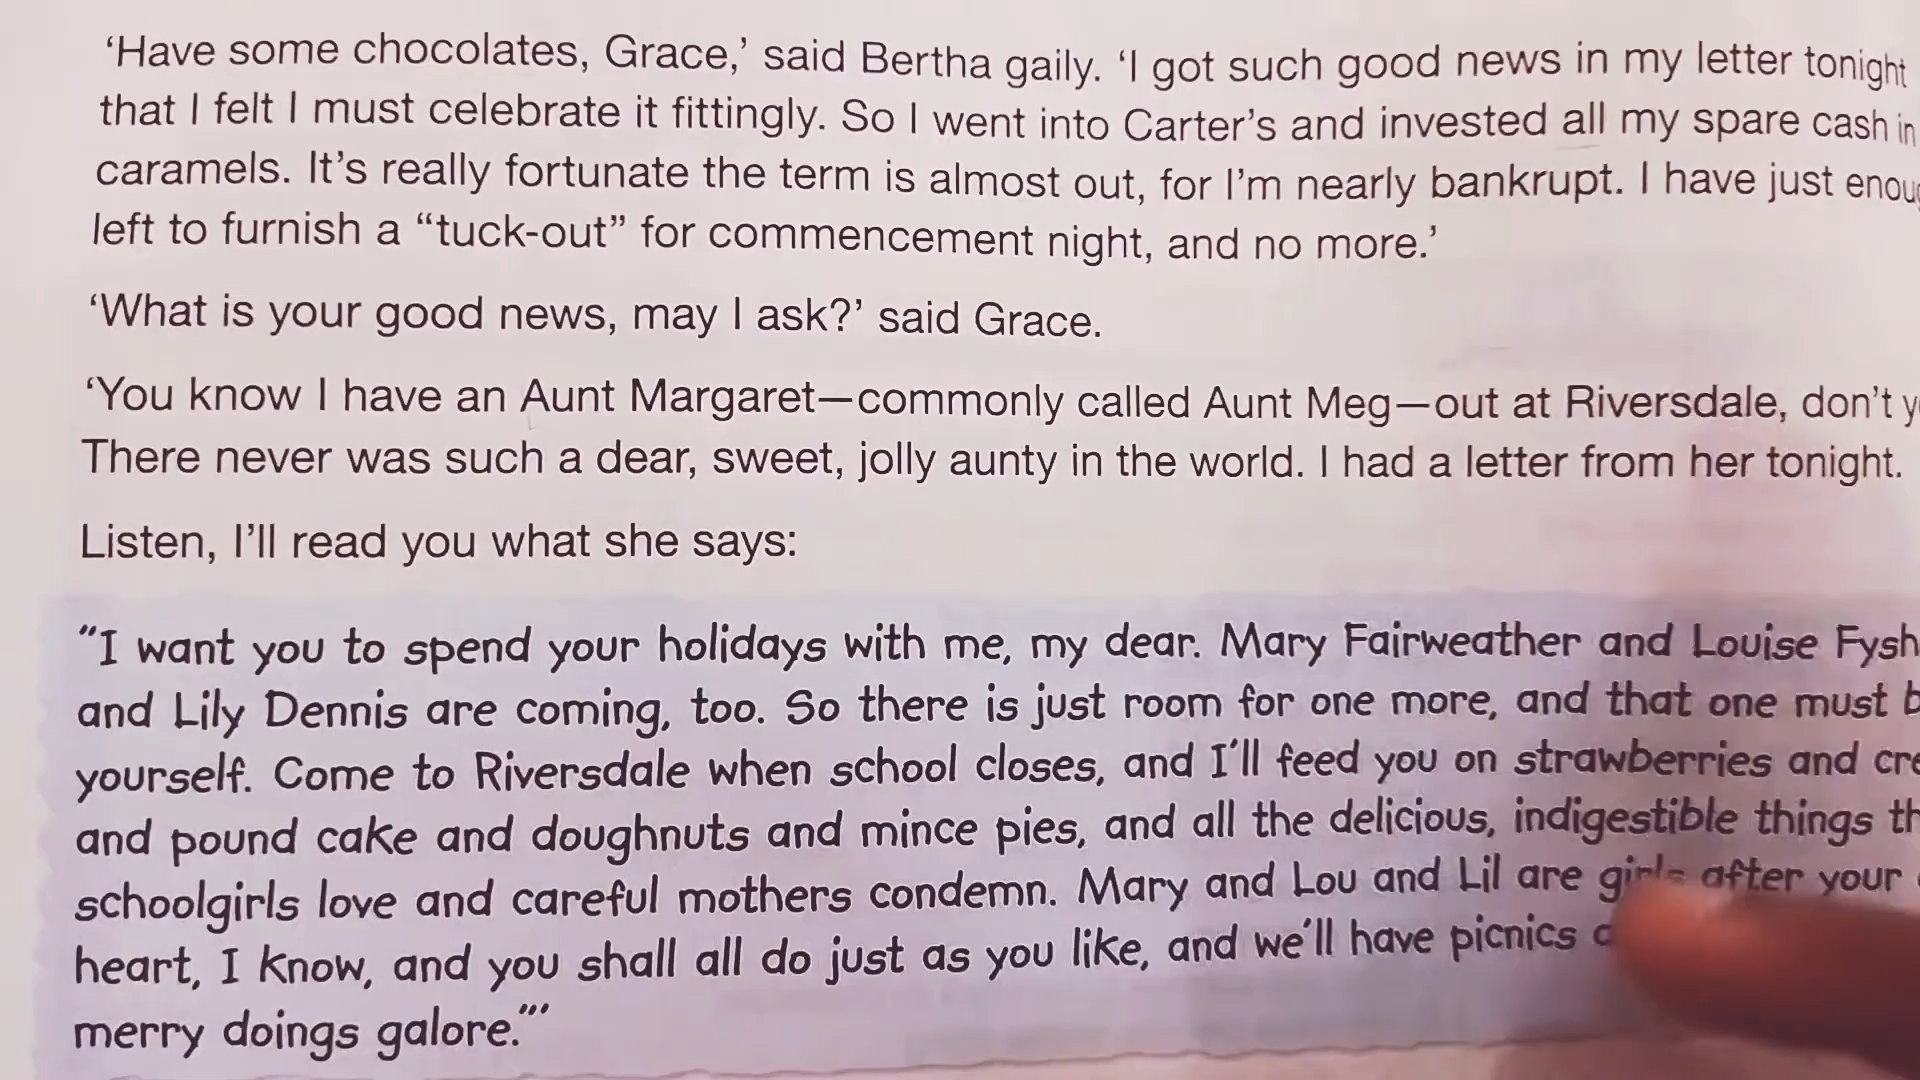 ‘Have some chocolates, Grace,’ said Bertha gaily. ‘I got such good news in my letter tonight
that I felt I must celebrate it fittingly. So I went into Carter’s and invested all my spare cash in
caramels. It’s really fortunate the term is almost out, for I’m nearly bankrupt. I have just
left to furnish a “tuck-out” for commencement night, and no more.’
‘What is your good news, may I ask?’ said Grace.
‘You know I have an Aunt Margaret—commonly called Aunt Meg—out at Riversdale, don’t
There never was such a dear, sweet, jolly aunty in the world. I had a letter from her tonight.
Listen, I’ll read you what she says:
“I want you to spend your holidays with me, my dear. Mary Fairweather and Louise Fysh
and Lily Dennis are coming, too. So there is just room for one more, and that one must
yourself. Come to Riversdale when school closes, and I’ll feed you on strawberries and
and pound cake and doughnuts and mince pies, and all the delicious, indigestible things
schoolgirls love and careful mothers condemn. Mary and Lou and Lil are girls after your
heart, I know, and you shall all do just as you like, and we’ll have picnics
merry doings galore.”’